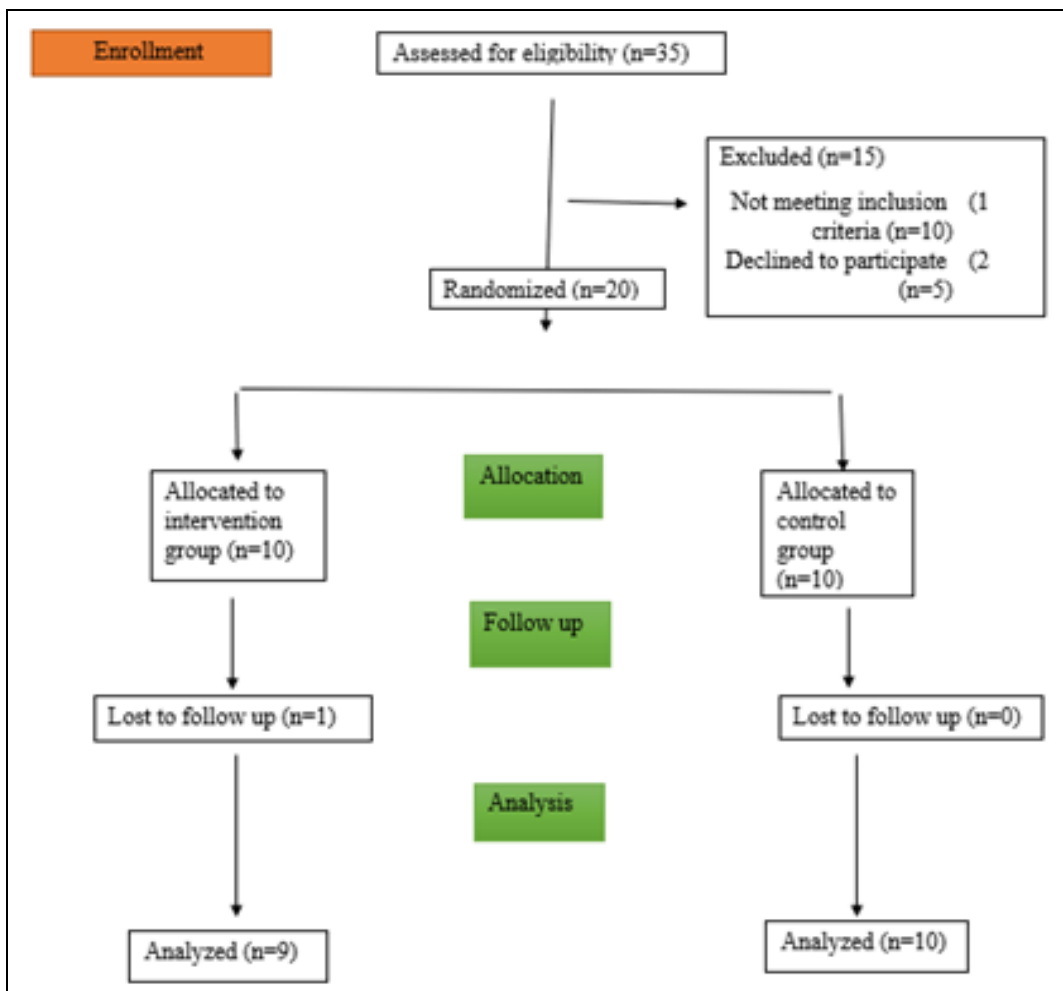 Enrollment
Assessed for eligibility (n=35)
Excluded (n=15)
Not meeting inclusion (1
criteria (n=10)
Declined to participate (2
(n=5)
Randomized (n=20)
Allocation
Allocated to
intervention
group (n=10)
Allocated to
control
group
(n=10)
Follow up
Lost to follow up (n=1)
Lost to follow up (n=0)
Analysis
Analyzed (n=9)
Analyzed (n=10)